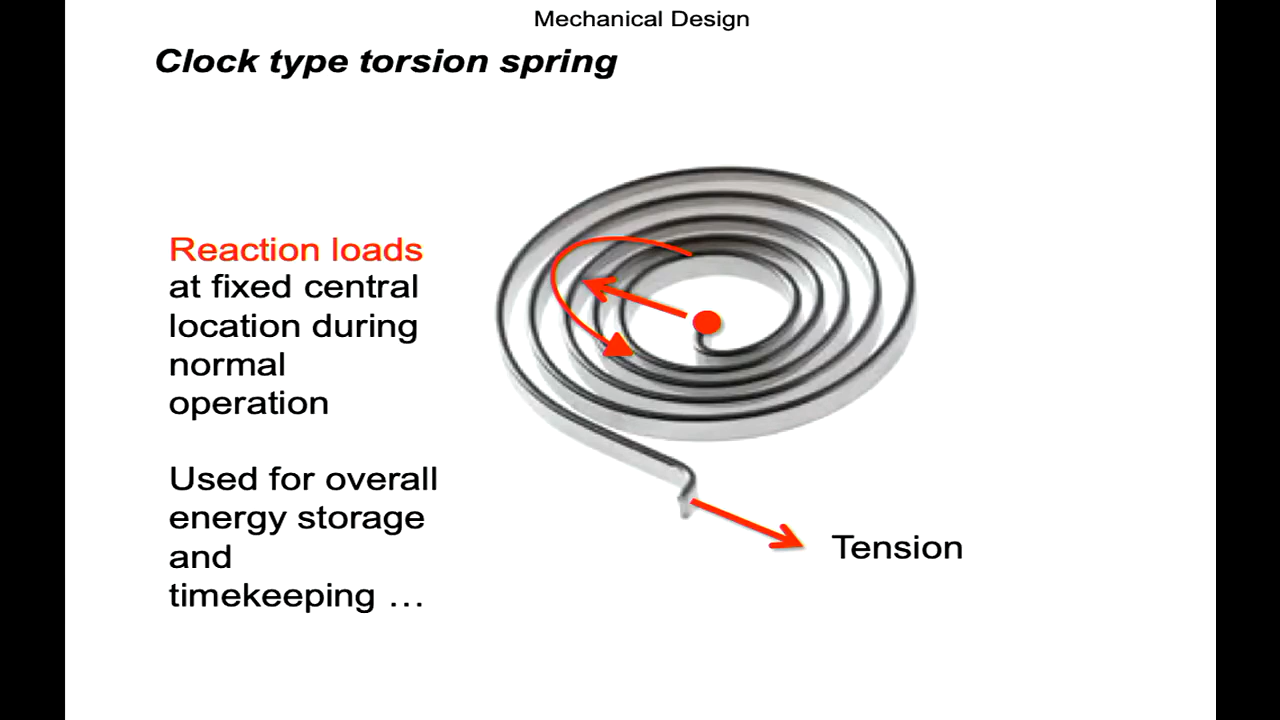 Mechanical Design
Clock type torsion spring
Reaction loads
at fixed central
location during
normal
operation
Used for overall
energy storage
and
timekeeping …
Tension